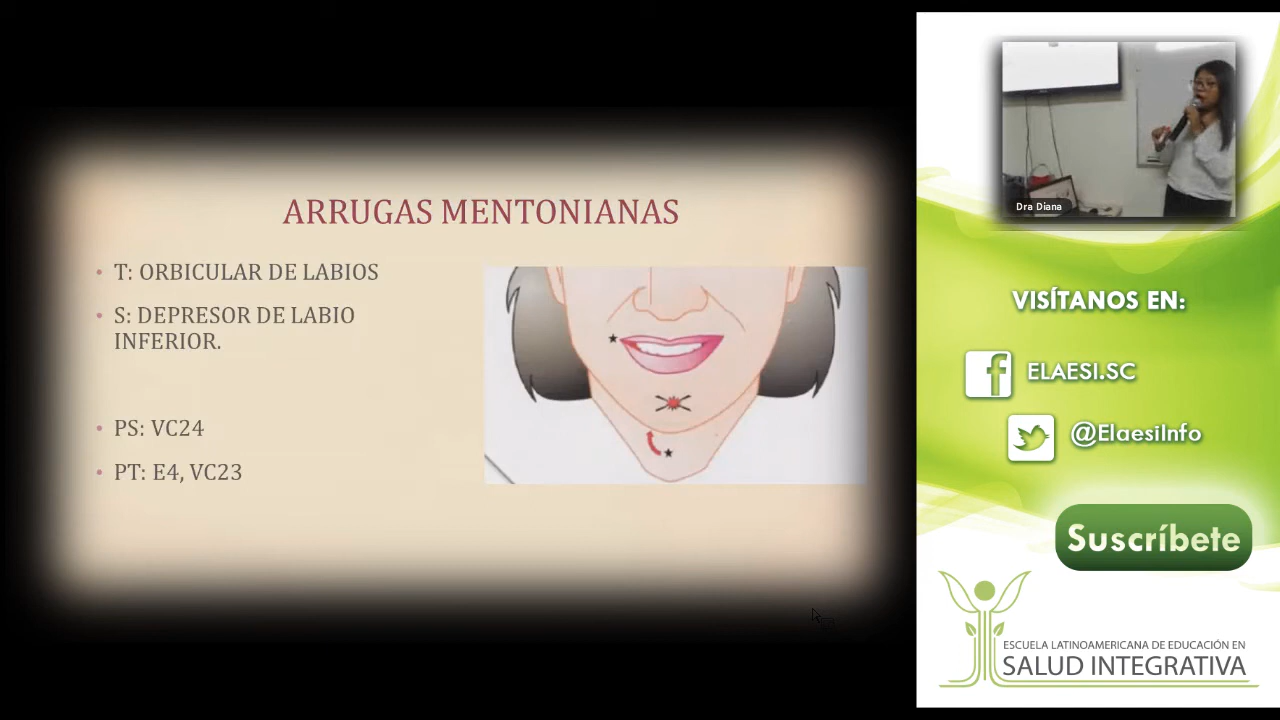 ARRUGAS MENTONIANAS
• T: ORBICULAR DE LABIOS
• S: DEPRESOR DE LABIO
INFERIOR.
• PS: VC24
• PT: E4, VC23
Dra Diana
VISÍTANOS EN:
ELAESI.SC
@ElaesiInfo
Suscríbete
ESCUELA LATINOAMERICANA DE EDUCACIÓN EN
SALUD INTEGRATIVA